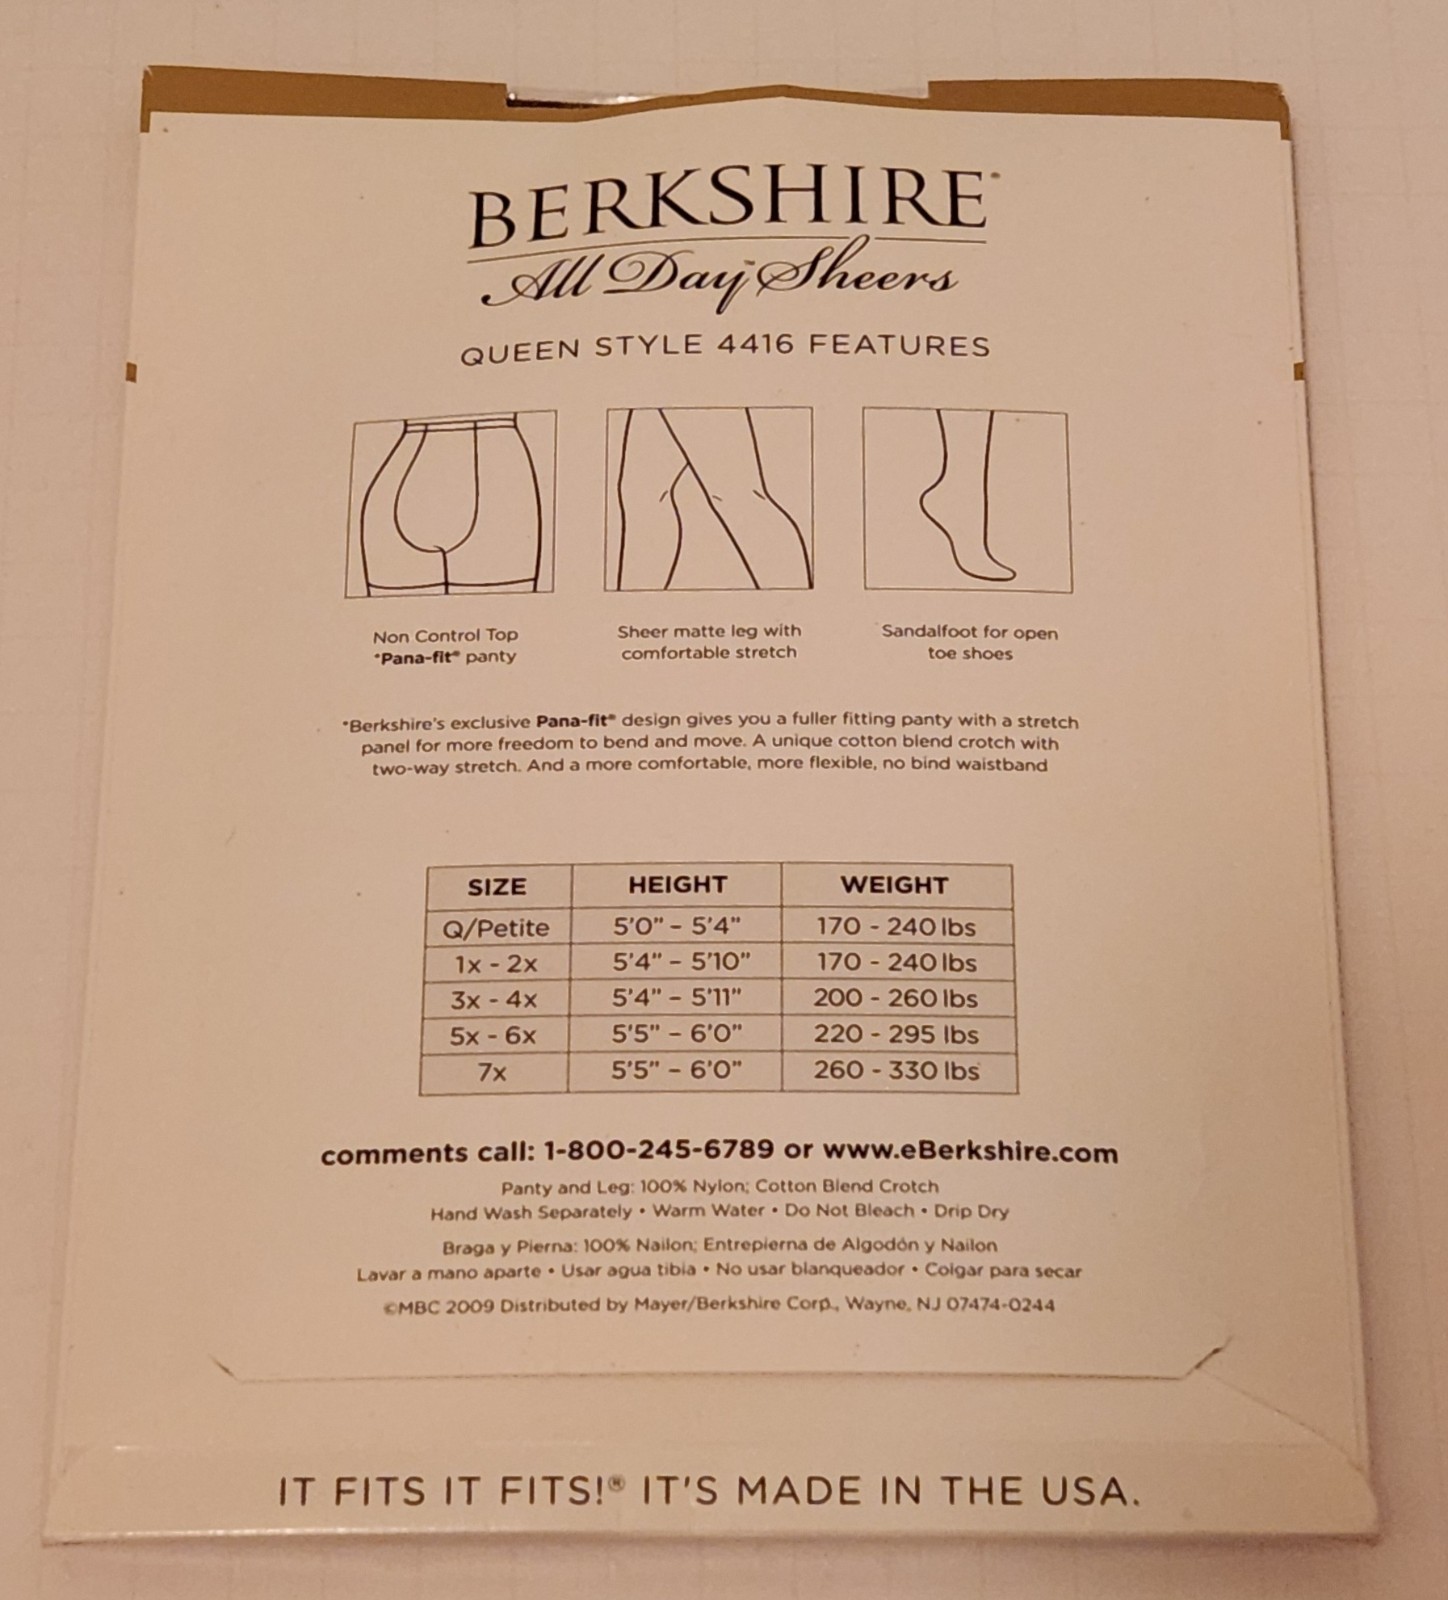 BERKSHIRE®
All Day™ Sheers
QUEEN STYLE 4416 FEATURES
Non Control Top
*Pana-fit® panty
Sheer matte leg with
comfortable stretch
Sandalfoot for open
toe shoes
*Berkshire's exclusive Pana-fit® design gives you a fuller fitting panty with a stretch
panel for more freedom to bend and move. A unique cotton blend crotch with
two-way stretch. And a more comfortable, more flexible, no bind waistband
SIZE HEIGHT WEIGHT
Q/Petite 5'0" - 5'4" 170 - 240 lbs
1x - 2x 5'4" - 5'10" 170 - 240 lbs
3x - 4x 5'4" - 5'11" 200 - 260 lbs
5x - 6x 5'5" - 6'0" 220 - 295 lbs
7x 5'5" - 6'0" 260 - 330 lbs
comments call: 1-800-245-6789 or www.eBerkshire.com
Panty and Leg: 100% Nylon; Cotton Blend Crotch
Hand Wash Separately • Warm Water • Do Not Bleach • Drip Dry
Braga y Pierna: 100% Nailon; Entrepierna de Algodón y Nailon
Lavar a mano aparte • Usar agua tibia • No usar blanqueador • Colgar para secar
©MBC 2009 Distributed by Mayer/Berkshire Corp., Wayne, NJ 07474-0244
IT FITS IT FITS!® IT'S MADE IN THE USA.